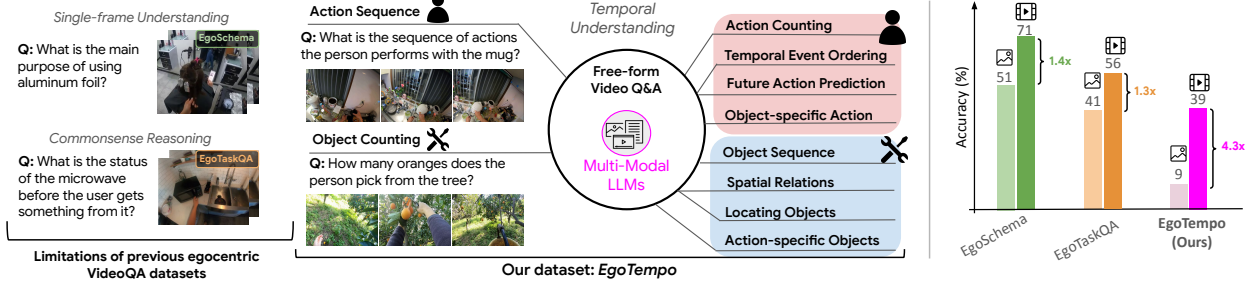 Single-frame Understanding
Q: What is the main
purpose of using
aluminum foil?
EgoSchema
Commonsense Reasoning
Q: What is the status
of the microwave
before the user gets
something from it?
EgoTaskQA
Limitations of previous egocentric
VideoQA datasets
Action Sequence
Q: What is the sequence of actions
the person performs with the mug?
Object Counting
Q: How many oranges does the
person pick from the tree?
Temporal
Understanding
Free-form
Video Q&A
Multi-Modal
LLMs
Action Counting
Temporal Event Ordering
Future Action Prediction
Object-specific Action
Object Sequence
Spatial Relations
Locating Objects
Action-specific Objects
Our dataset: EgoTempo
Accuracy (%)
51
71
1.4x
41
56
1.3x
9
39
4.3x
EgoSchema
EgoTaskQA
EgoTempo
(Ours)